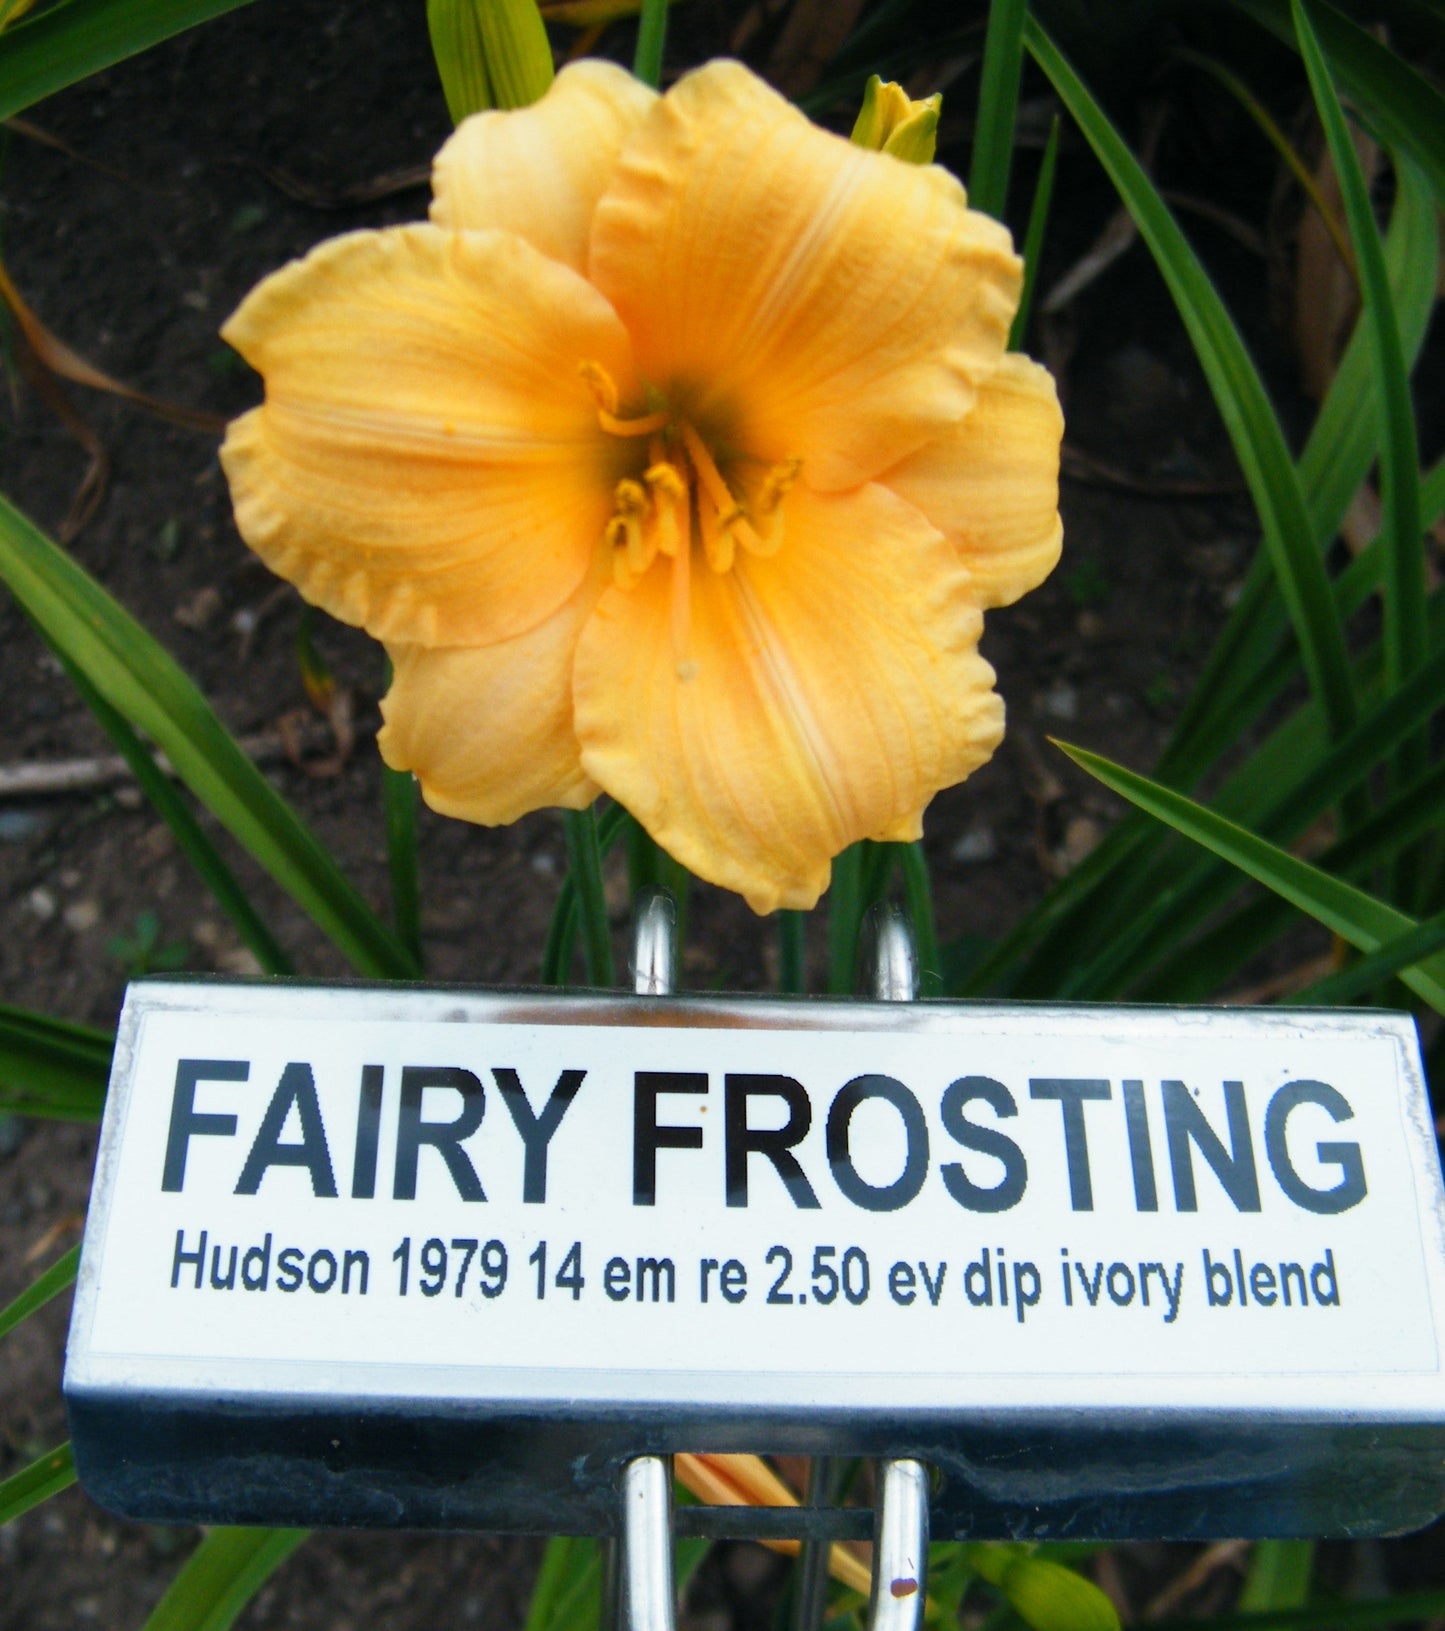 FAIRY FROSTING
Hudson 1979 14 em re 2.50 ev dip ivory blend